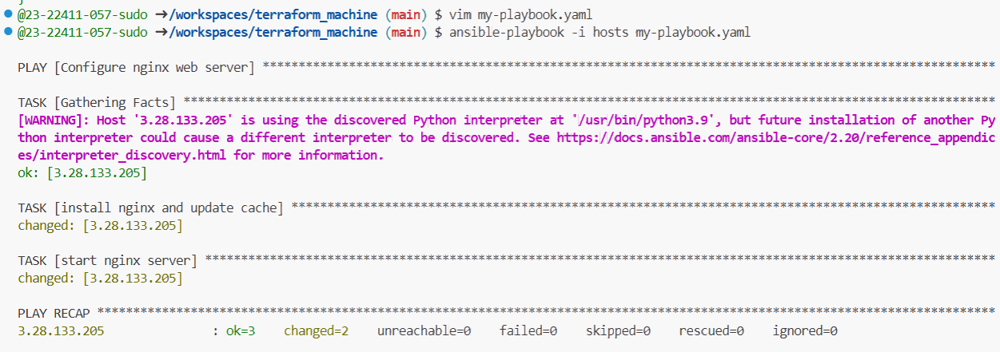 @23-22411-057-sudo ➜/workspaces/terraform_machine (main) $ vim my-playbook.yaml
@23-22411-057-sudo ➜/workspaces/terraform_machine (main) $ ansible-playbook -i hosts my-playbook.yaml
PLAY [Configure nginx web server] ******************************************************************************************************
TASK [Gathering Facts] *****************************************************************************************************************
[WARNING]: Host '3.28.133.205' is using the discovered Python interpreter at '/usr/bin/python3.9', but future installation of another Py
thon interpreter could cause a different interpreter to be discovered. See https://docs.ansible.com/ansible-core/2.20/reference_appendic
es/interpreter_discovery.html for more information.
ok: [3.28.133.205]
TASK [install nginx and update cache] **************************************************************************************************
changed: [3.28.133.205]
TASK [start nginx server] **************************************************************************************************************
changed: [3.28.133.205]
PLAY RECAP *****************************************************************************************************************************
3.28.133.205               : ok=3    changed=2    unreachable=0    failed=0    skipped=0    rescued=0    ignored=0